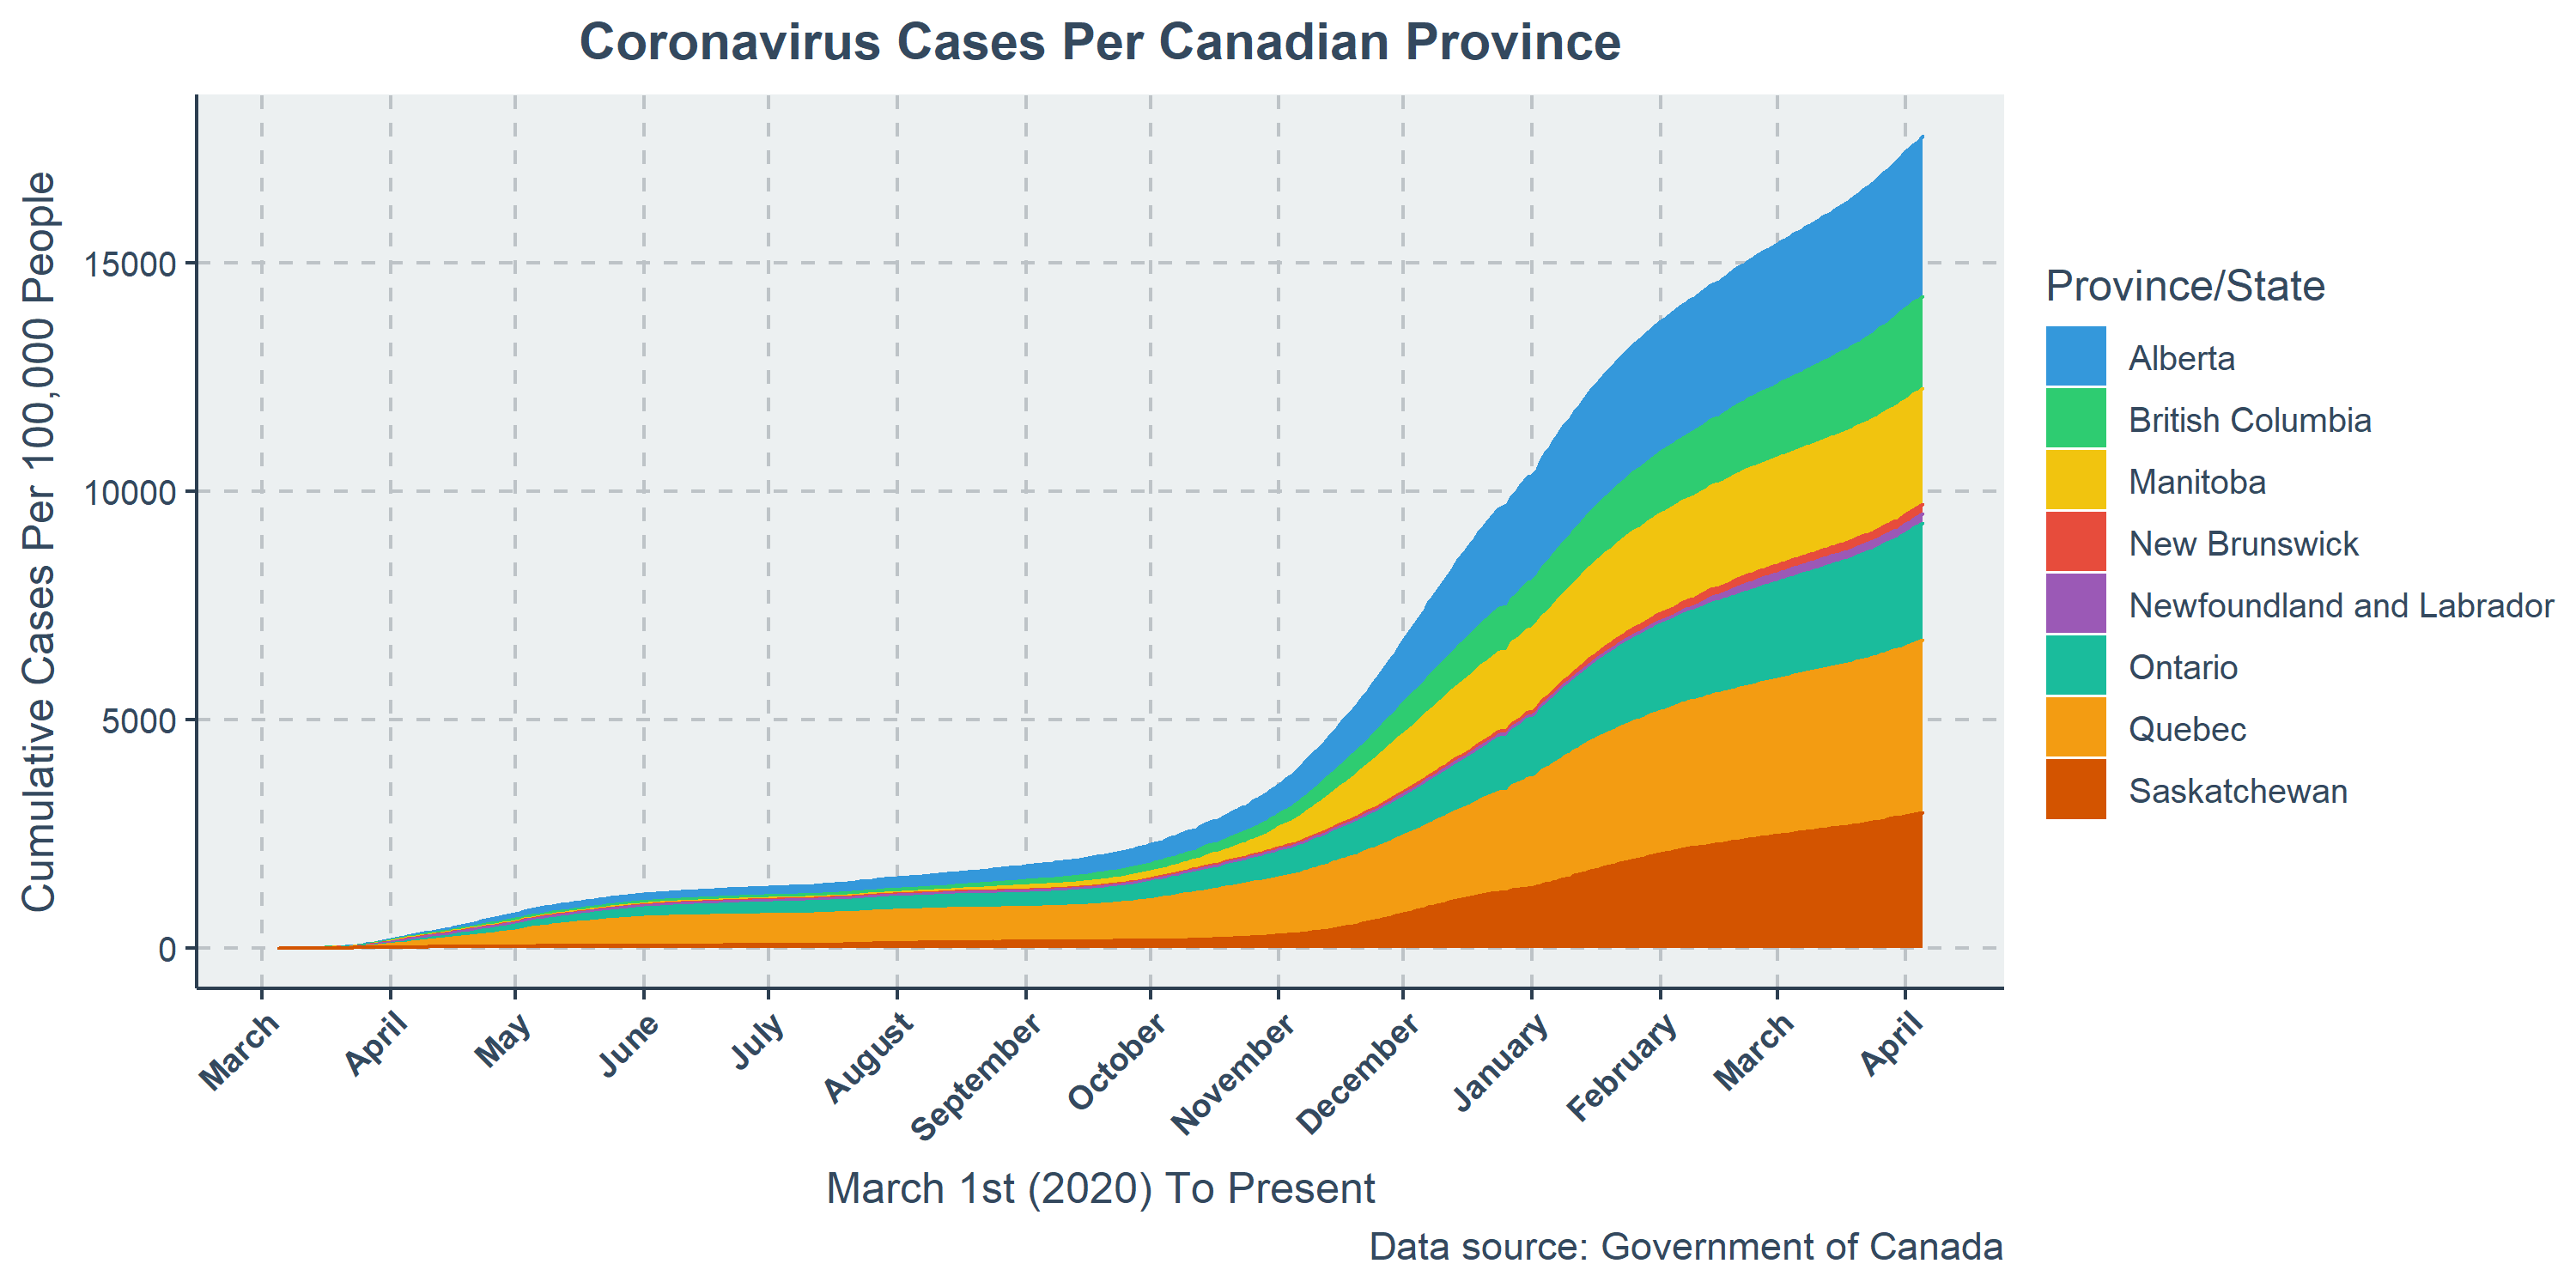 Coronavirus Cases Per Canadian Province
Cumulative Cases Per 100,000 People
15000
10000
5000
0
March
April
May
June
July
August
September
October
November
December
January
February
March
April
March 1st (2020) To Present
Data source: Government of Canada
Province/State
Alberta
British Columbia
Manitoba
New Brunswick
Newfoundland and Labrador
Ontario
Quebec
Saskatchewan